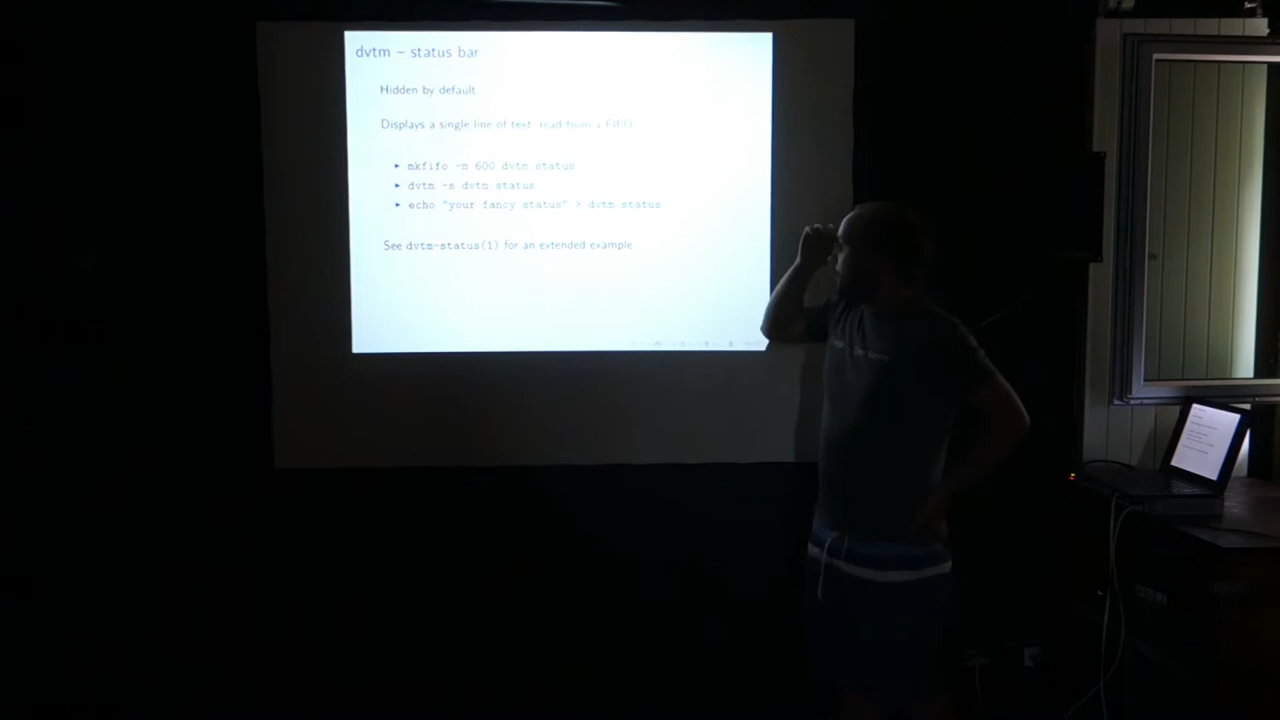 dvtm – status bar
Hidden by default
Displays a single line of text, read from a FIFO
▸ mkfifo -m 600 dvtm.status
▸ dvtm -s dvtm.status
▸ echo "your fancy status" > dvtm.status
See dvtm-status(1) for an extended example